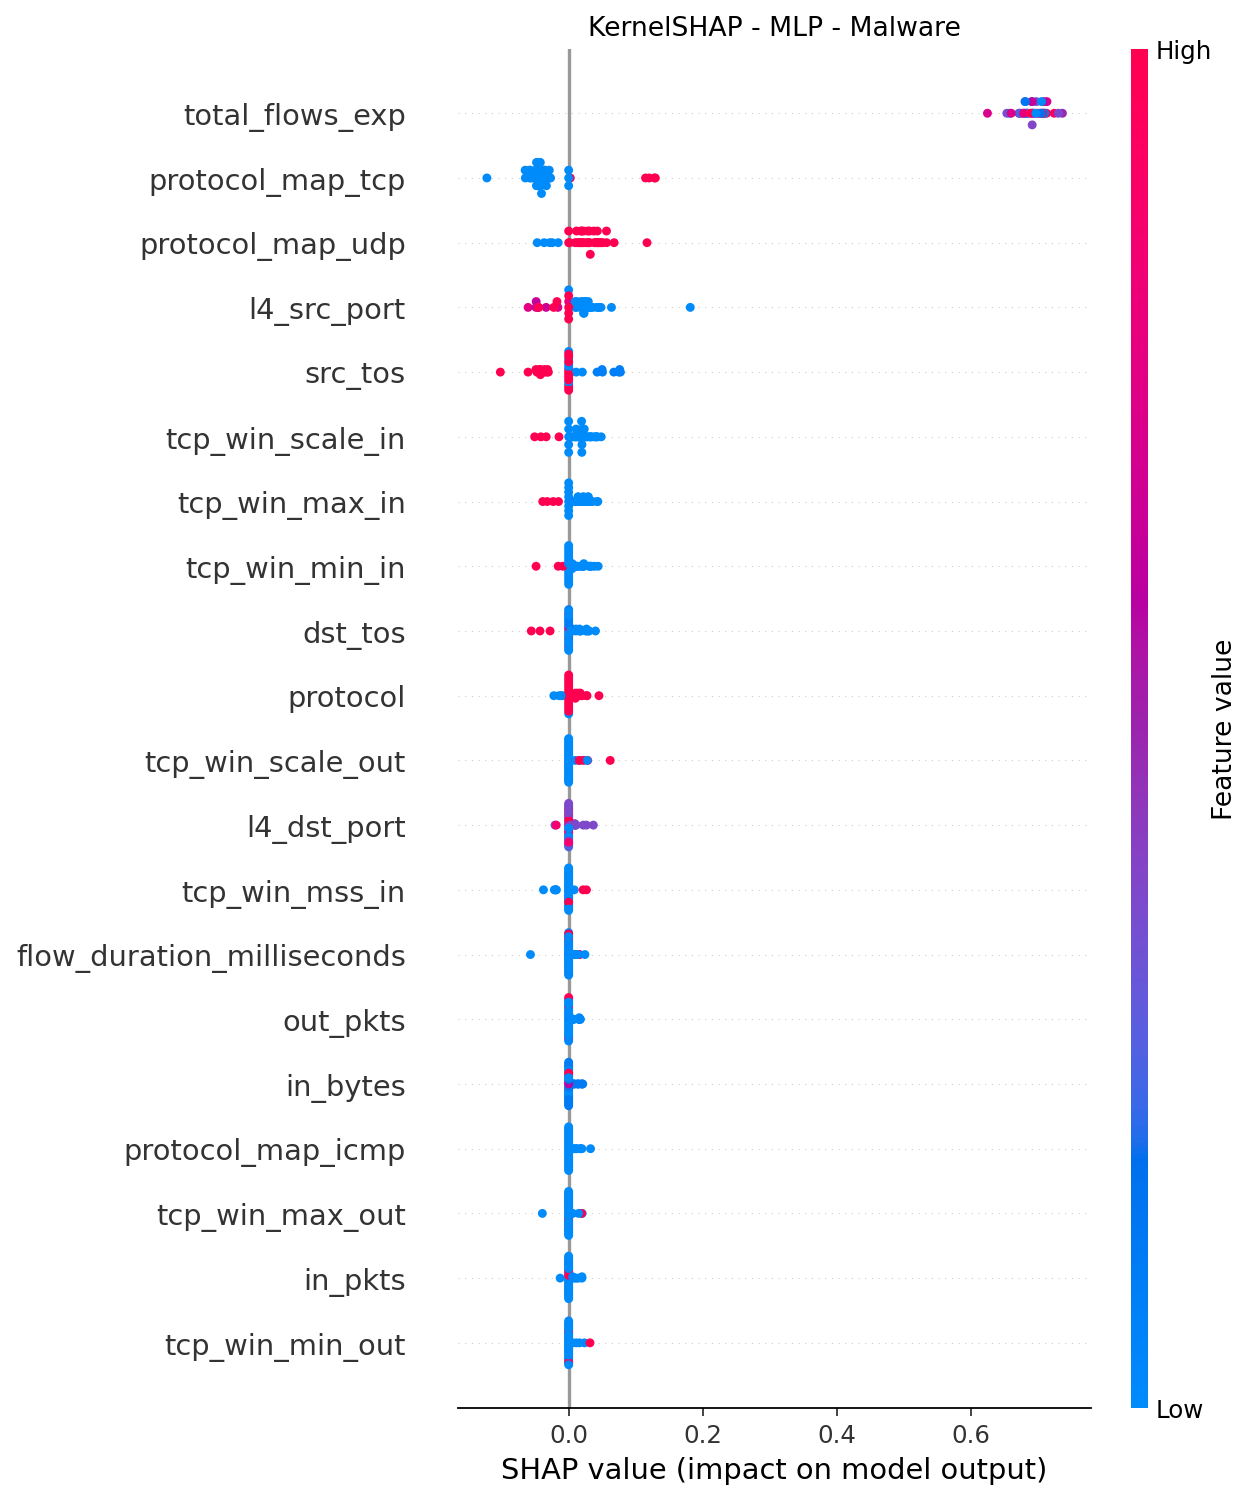 KernelSHAP - MLP - Malware
High
total_flows_exp
protocol_map_tcp
protocol_map_udp
l4_src_port
src_tos
tcp_win_scale_in
tcp_win_max_in
tcp_win_min_in
dst_tos
protocol
tcp_win_scale_out
l4_dst_port
tcp_win_mss_in
flow_duration_milliseconds
out_pkts
in_bytes
protocol_map_icmp
tcp_win_max_out
in_pkts
tcp_win_min_out
Feature value
Low
0.0 0.2 0.4 0.6
SHAP value (impact on model output)